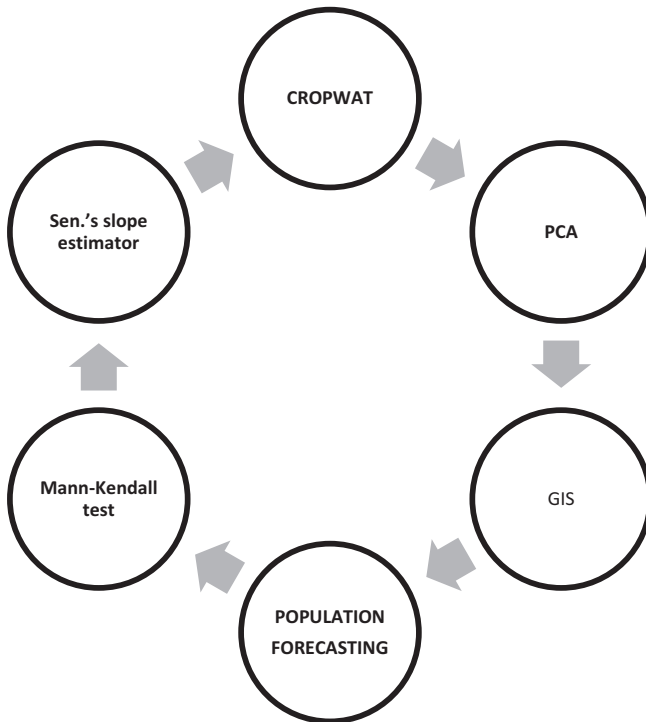 CROPWAT
PCA
GIS
POPULATION
FORECASTING
Mann-Kendall
test
Sen.'s slope
estimator